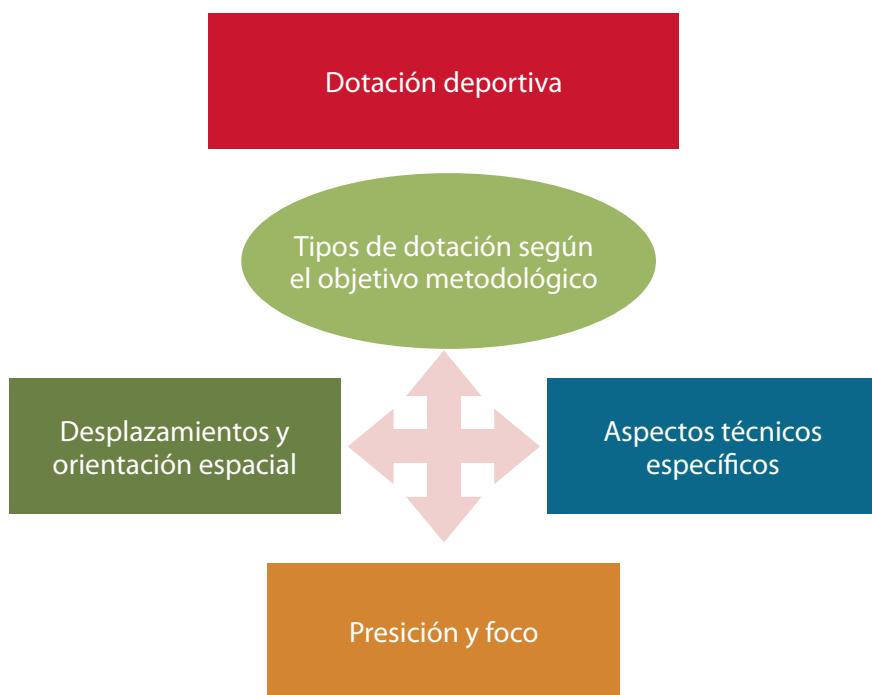 Dotación deportiva
Tipos de dotación según
el objetivo metodológico
Desplazamientos y
orientación espacial
Aspectos técnicos
específicos
Presición y foco